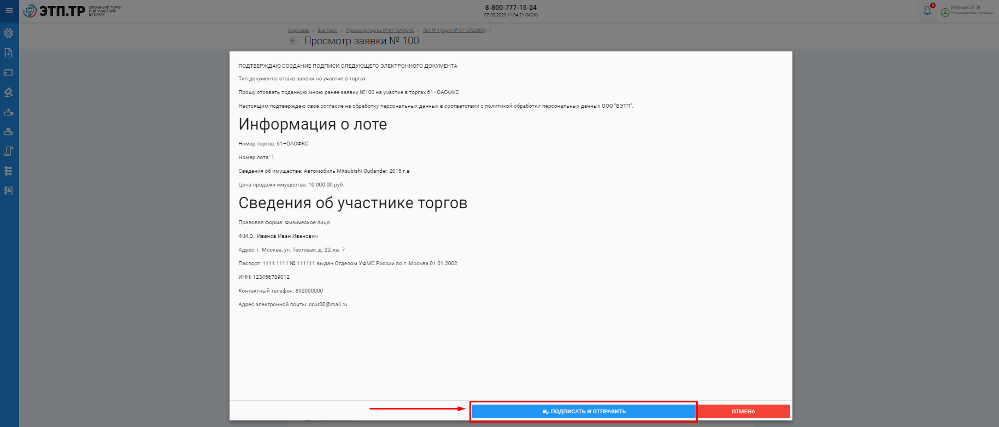 ЭТП.ТР
ОРГАНИЗУЙ ТОРГИ
ИЛИ УЧАСТВУЙ
В ТОРГАХ
8-800-777-15-24
07.08.2020 11:04:21 (МСК)
9
Иванов И. И.
Пользователь системы
Стартовая / Все торги / Просмотр торгов № 61-ОАОФКС / Лот № 1(торги № 61-ОАОФКС) /
Просмотр заявки № 100
ПОДТВЕРЖДАЮ СОЗДАНИЕ ПОДПИСИ СЛЕДУЮЩЕГО ЭЛЕКТРОННОГО ДОКУМЕНТА
Тип документа: отзыв заявки на участие в торгах
Прошу отозвать поданную мною ранее заявку №100 на участие в торгах 61-ОАОФКС
Настоящим подтверждаю свое согласие на обработку персональных данных в соответствии с политикой обработки персональных данных ООО "ВЭТП".
Информация о лоте
Номер торгов: 61-ОАОФКС
Номер лота: 1
Сведения об имуществе: Автомобиль Mitsubishi Outlander, 2015 г.в
Цена продажи имущества: 10 000.00 руб.
Сведения об участнике торгов
Правовая форма: Физическое лицо
Ф.И.О.: Иванов Иван Иванович
Адрес: г. Москва, ул. Тестовая, д. 22, кв. 7
Паспорт: 1111 1111 № 111111 выдан Отделом УФМС России по г. Москва 01.01.2002
ИНН: 123456789012
Контактный телефон: 892000000
Адрес электронной почты: ccur00@mail.ru
ПОДПИСАТЬ И ОТПРАВИТЬ
ОТМЕНА